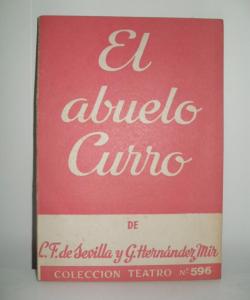 El
abuelo
Curro
DE
L.F. de Sevilla y G. Hernández Mir
COLECCION TEATRO Nº 596